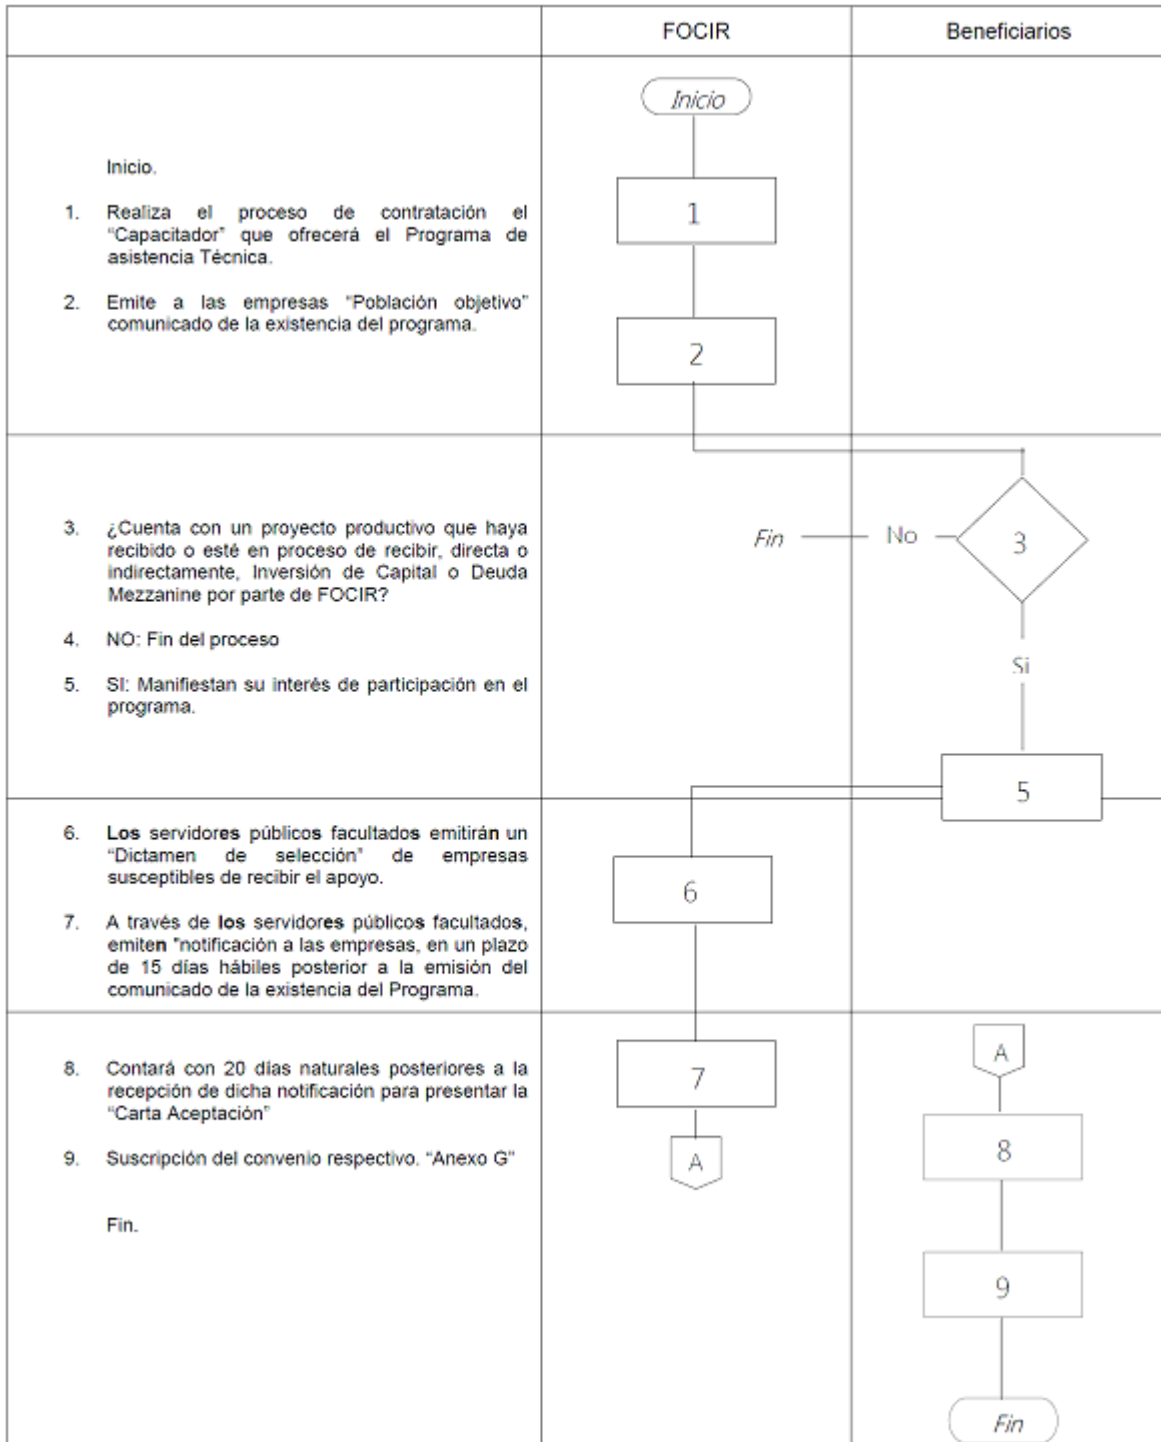 FOCIR
Beneficiarios
Inicio
Inicio.
1. Realiza el proceso de contratación el
“Capacitador” que ofrecerá el Programa de
asistencia Técnica.
1
2. Emite a las empresas “Población objetivo”
comunicado de la existencia del programa.
2
3. ¿Cuenta con un proyecto productivo que haya
recibido o esté en proceso de recibir, directa o
indirectamente, Inversión de Capital o Deuda
Mezzanine por parte de FOCIR?
4. NO: Fin del proceso
5. SI: Manifiestan su interés de participación en el
programa.
Fin
No
3
Si
5
6. Los servidores públicos facultados emitirán un
“Dictamen de selección” de empresas
susceptibles de recibir el apoyo.
7. A través de los servidores públicos facultados,
emiten "notificación a las empresas, en un plazo
de 15 días hábiles posterior a la emisión del
comunicado de la existencia del Programa.
6
8. Contará con 20 días naturales posteriores a la
recepción de dicha notificación para presentar la
“Carta Aceptación”
9. Suscripción del convenio respectivo. “Anexo G”
Fin.
7
A
A
8
9
Fin